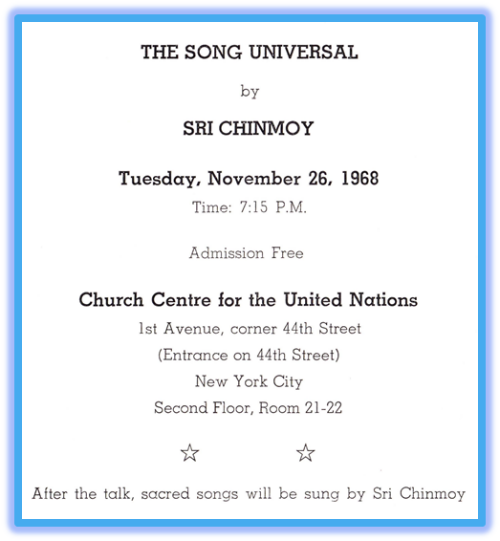 THE SONG UNIVERSAL
by
SRI CHINMOY
Tuesday, November 26, 1968
Time: 7:15 P.M.
Admission Free
Church Centre for the United Nations
1st Avenue, corner 44th Street
(Entrance on 44th Street)
New York City
Second Floor, Room 21-22
After the talk, sacred songs will be sung by Sri Chinmoy